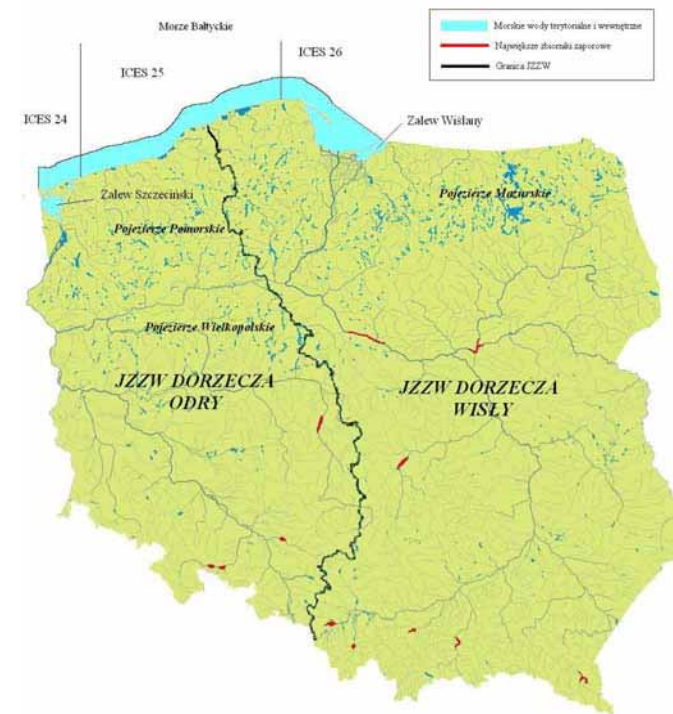 Morze Bałtyckie
Morskie wody terytorialne i wewnętrzne
Największe zbiorniki zaporowe
Granica JZZW
ICES 26
ICES 25
ICES 24
Zalew Wiślany
Zalew Szczeciński
Pojezierze Mazurskie
Pojezierze Pomorskie
Pojezierze Wielkopolskie
JZZW DORZECZA
ODRY
JZZW DORZECZA
WISŁY